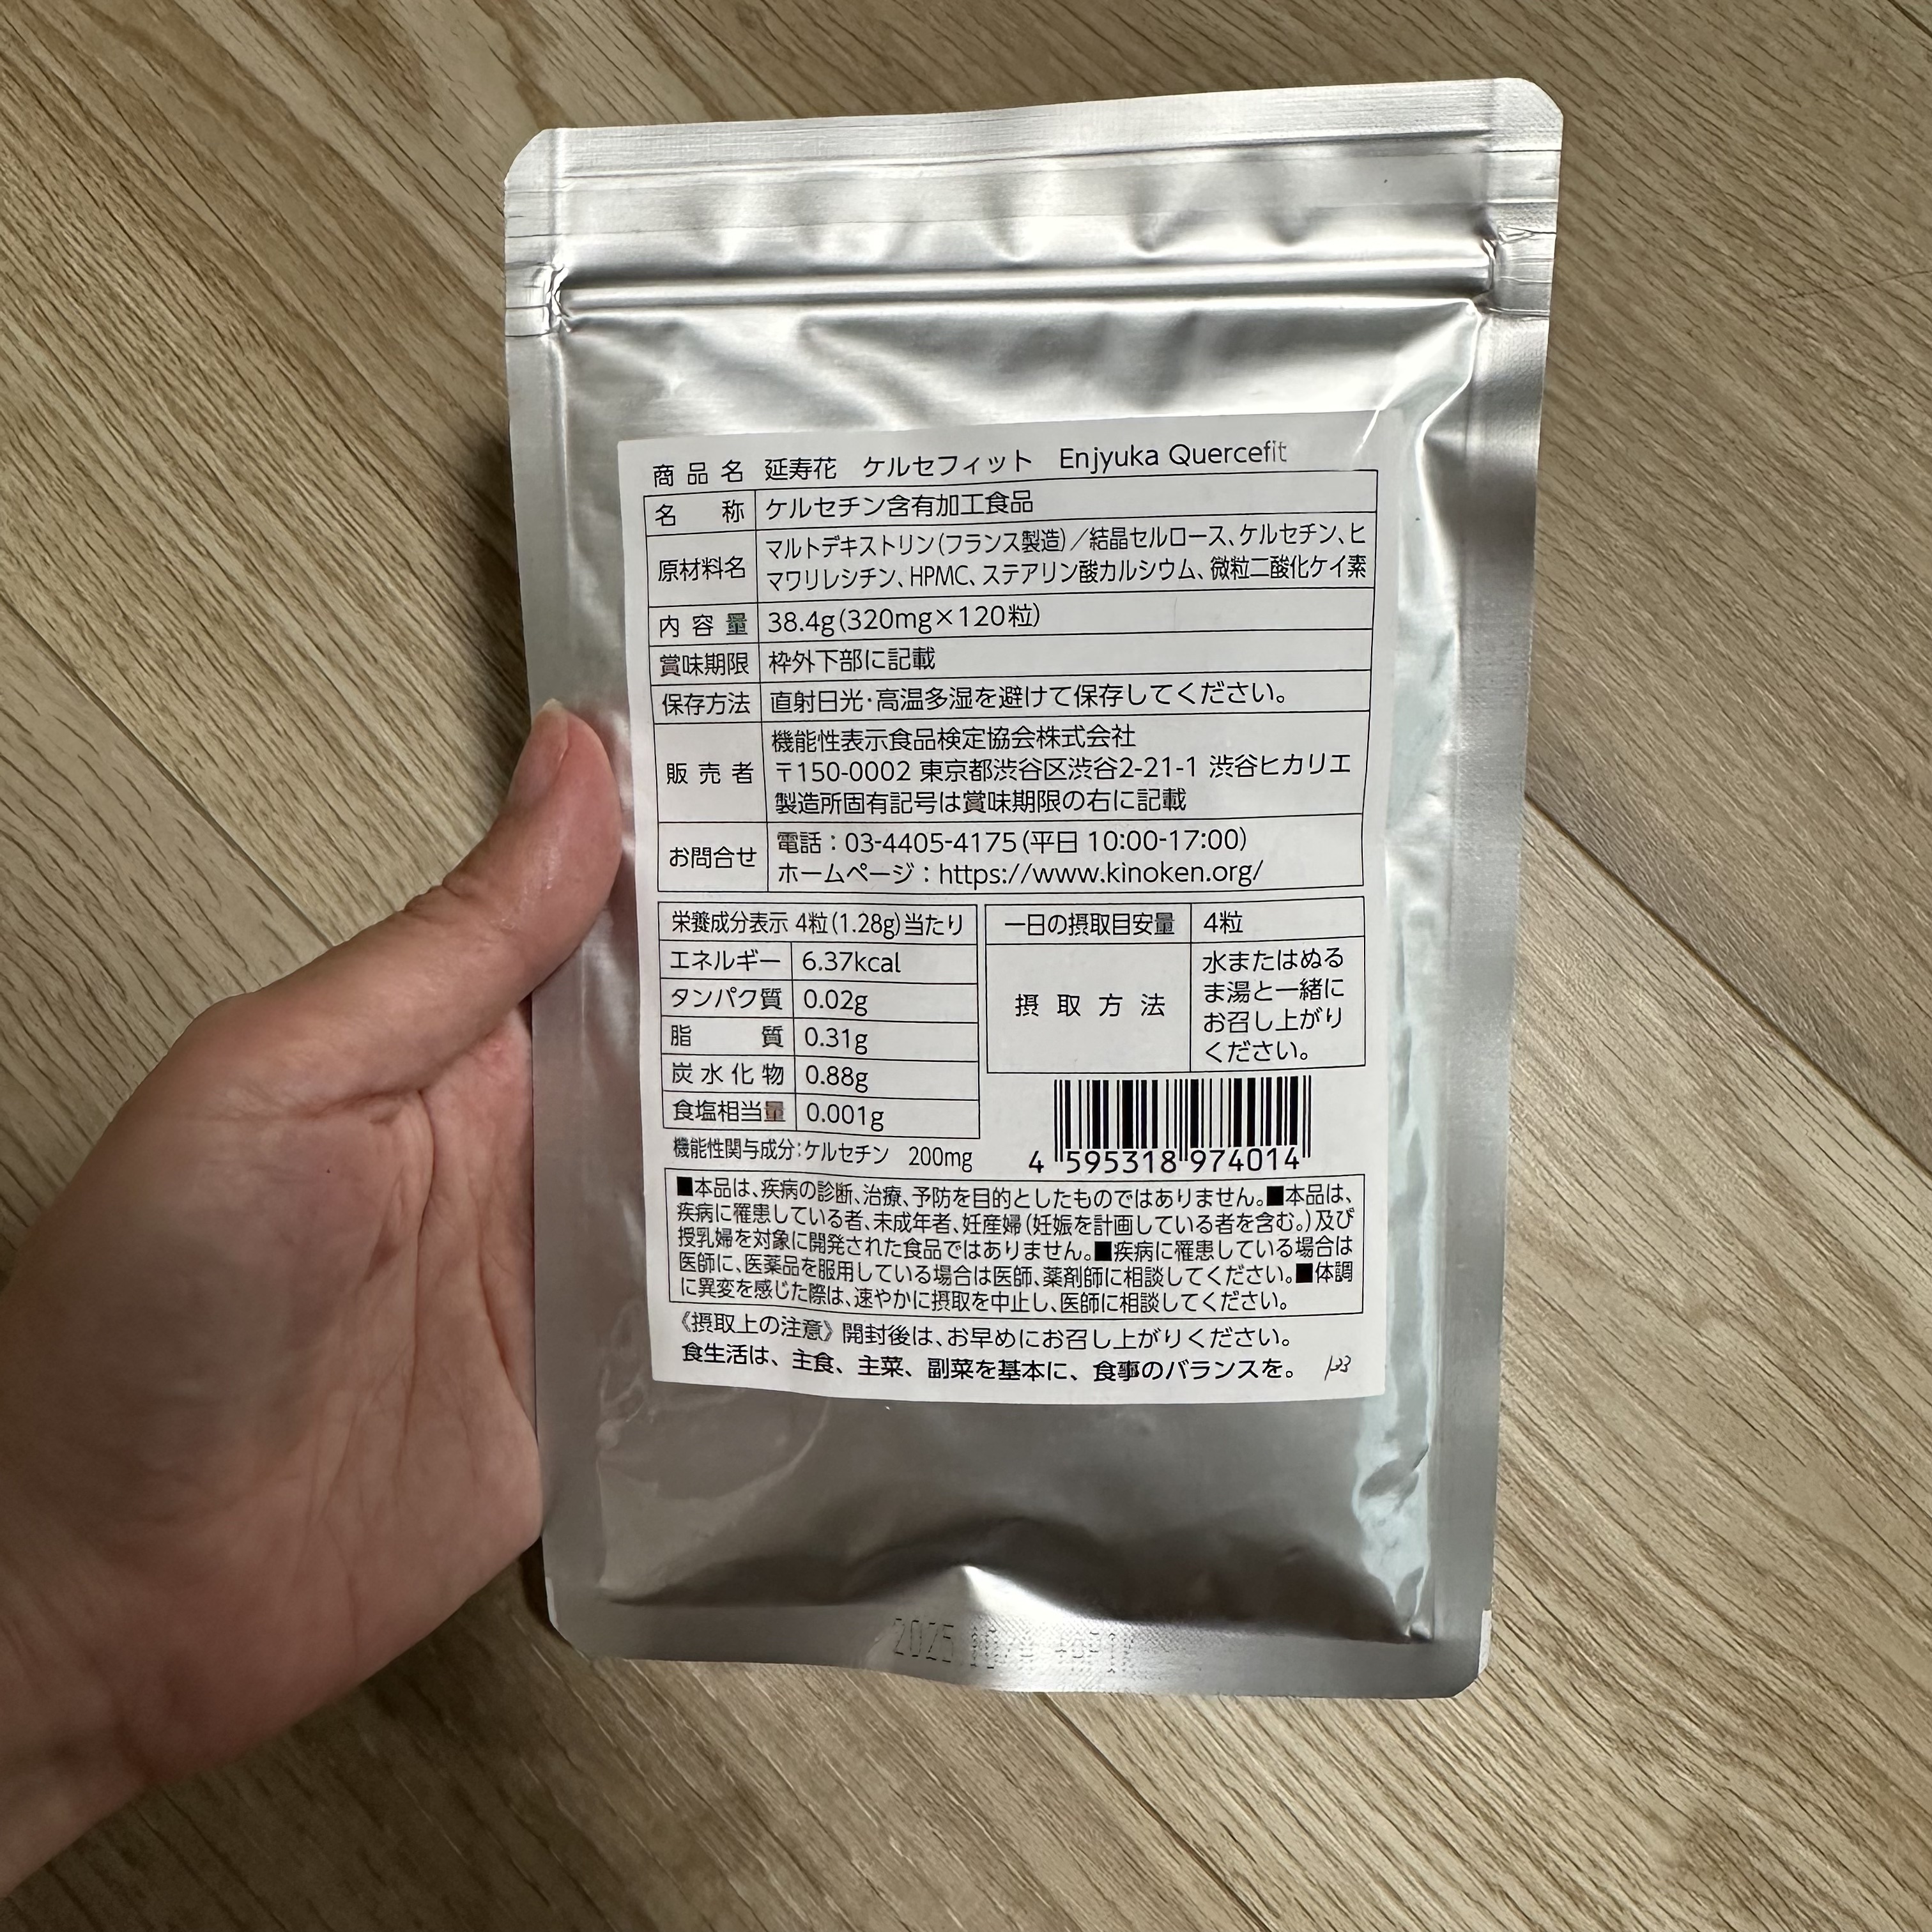 商品名 延寿花 ケルセフィット Enjyuka Quercefit
名称 ケルセチン含有加工食品
原材料名 マルトデキストリン(フランス製造)/結晶セルロース、ケルセチン、ヒ
マワリレシチン、HPMC、ステアリン酸カルシウム、微粒二酸化ケイ素
内容量 38.4g(320mg×120粒)
賞味期限 枠外下部に記載
保存方法 直射日光・高温多湿を避けて保存してください。
販売者 機能性表示食品検定協会株式会社
〒150-0002 東京都渋谷区渋谷2-21-1 渋谷ヒカリエ
製造所固有記号は賞味期限の右に記載
お問合せ 電話：03-4405-4175(平日 10:00-17:00)
ホームページ：https://www.kinoken.org/
栄養成分表示 4粒(1.28g)当たり
エネルギー 6.37kcal
タンパク質 0.02g
脂質 0.31g
炭水化物 0.88g
食塩相当量 0.001g
機能性関与成分：ケルセチン 200mg
一日の摂取目安量 4粒
摂取方法 水またはぬる
ま湯と一緒に
お召し上がり
ください。
4 595318 974014
■本品は、疾病の診断、治療、予防を目的としたものではありません。■本品は、
疾病に罹患している者、未成年者、妊産婦(妊娠を計画している者を含む。)及び
授乳婦を対象に開発された食品ではありません。■疾病に罹患している場合は
医師に、医薬品を服用している場合は医師、薬剤師に相談してください。■体調
に異変を感じた際は、速やかに摂取を中止し、医師に相談してください。
《摂取上の注意》開封後は、お早めにお召し上がりください。
食生活は、主食、主菜、副菜を基本に、食事のバランスを。
2025